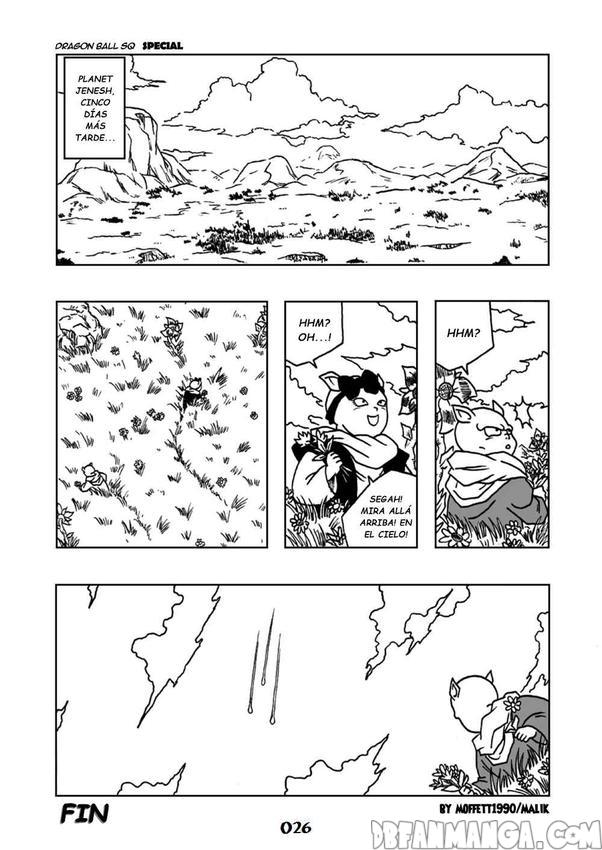 DRAGON BALL SQ SPECIAL
PLANET
JENESH,
CINCO
DÍAS
MÁS
TARDE...
HHM?
OH...!
SEGAH!
MIRA ALLÁ
ARRIBA! EN
EL CIELO!
HHM?
FIN
BY MOFFETT1990/MALIK
026
DBFANMANGA.COM